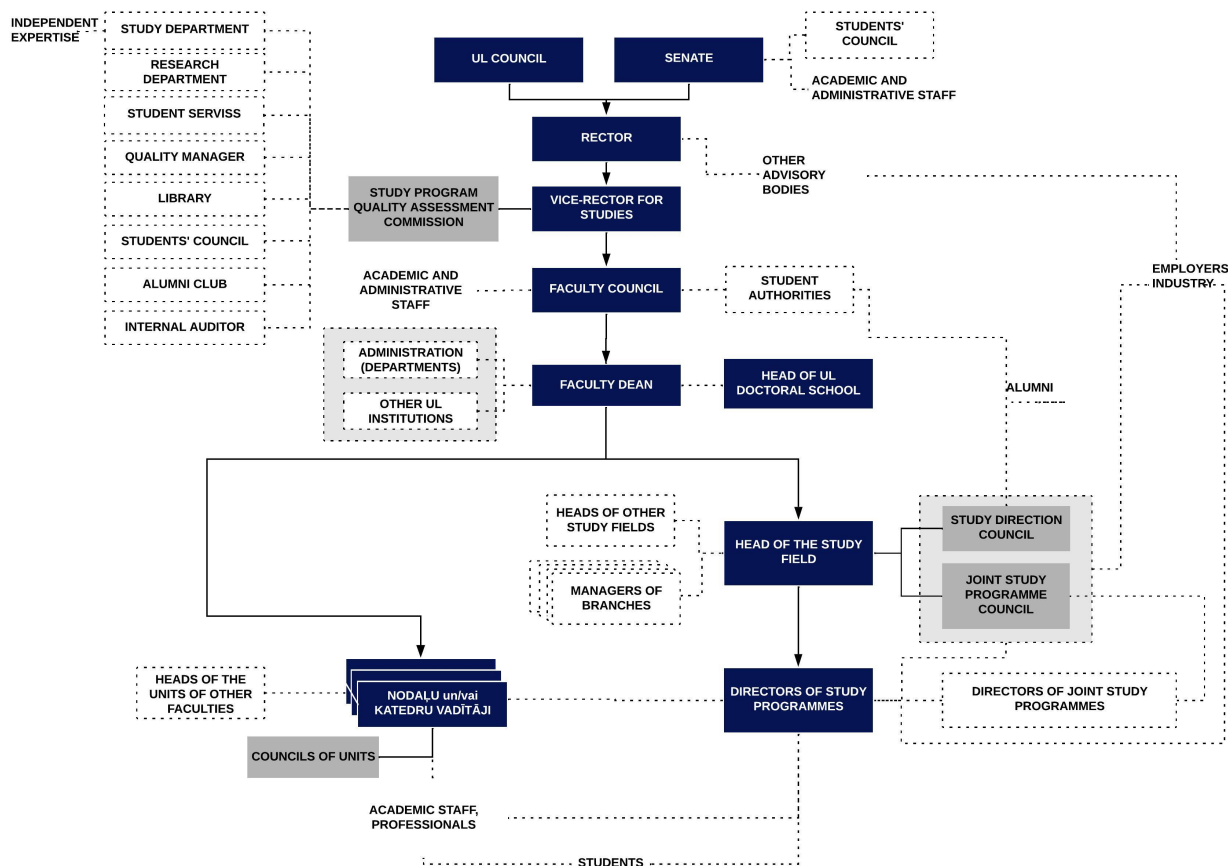 INDEPENDENT
EXPERTISE
STUDY DEPARTMENT
RESEARCH
DEPARTMENT
STUDENT SERVISS
QUALITY MANAGER
LIBRARY
STUDENTS' COUNCIL
ALUMNI CLUB
INTERNAL AUDITOR
UL COUNCIL
SENATE
STUDENTS'
COUNCIL
ACADEMIC AND
ADMINISTRATIVE STAFF
RECTOR
OTHER
ADVISORY
BODIES
STUDY PROGRAM
QUALITY ASSESSMENT
COMMISSION
VICE-RECTOR FOR
STUDIES
ACADEMIC AND
ADMINISTRATIVE
STAFF
FACULTY COUNCIL
STUDENT
AUTHORITIES
EMPLOYERS
INDUSTRY
ADMINISTRATION
(DEPARTMENTS)
OTHER UL
INSTITUTIONS
FACULTY DEAN
HEAD OF UL
DOCTORAL SCHOOL
ALUMNI
HEADS OF OTHER
STUDY FIELDS
MANAGERS OF
BRANCHES
HEAD OF THE STUDY
FIELD
STUDY DIRECTION
COUNCIL
JOINT STUDY
PROGRAMME
COUNCIL
HEADS OF THE
UNITS OF OTHER
FACULTIES
NODAĻU un/vai
KATEDRU VADĪTĀJI
DIRECTORS OF STUDY
PROGRAMMES
DIRECTORS OF JOINT STUDY
PROGRAMMES
COUNCILS OF UNITS
ACADEMIC STAFF,
PROFESSIONALS
STUDENTS